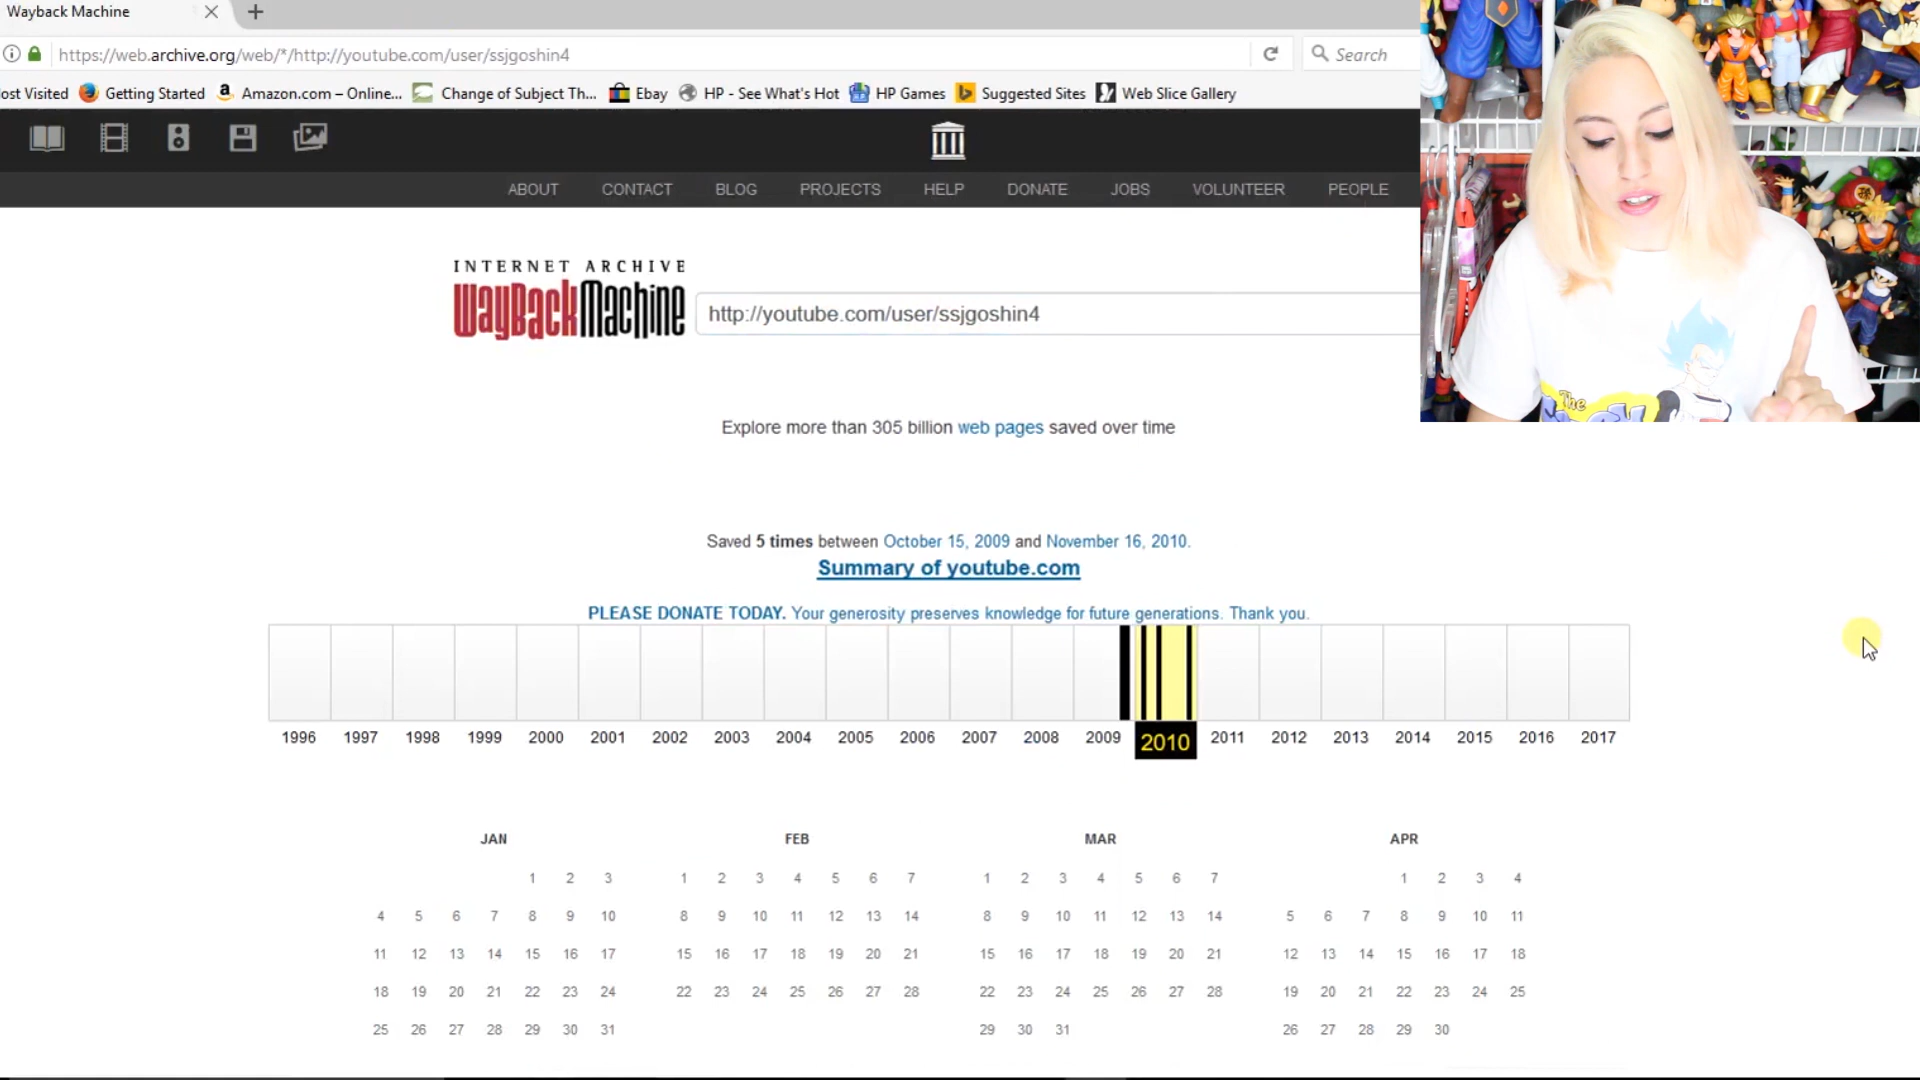 Wayback Machine
https://web.archive.org/web/*/http://youtube.com/user/ssjgoshin4
Search
ost Visited Getting Started Amazon.com – Online... Change of Subject Th... Ebay HP - See What's Hot HP Games Suggested Sites Web Slice Gallery
ABOUT CONTACT BLOG PROJECTS HELP DONATE JOBS VOLUNTEER PEOPLE
INTERNET ARCHIVE
WayBackMachine
http://youtube.com/user/ssjgoshin4
The
Explore more than 305 billion web pages saved over time
Saved 5 times between October 15, 2009 and November 16, 2010.
Summary of youtube.com
PLEASE DONATE TODAY. Your generosity preserves knowledge for future generations. Thank you.
1996 1997 1998 1999 2000 2001 2002 2003 2004 2005 2006 2007 2008 2009 2010 2011 2012 2013 2014 2015 2016 2017
JAN FEB MAR APR
1 2 3 1 2 3 4 5 6 7 1 2 3 4 5 6 7 1 2 3 4
4 5 6 7 8 9 10 8 9 10 11 12 13 14 8 9 10 11 12 13 14 5 6 7 8 9 10 11
11 12 13 14 15 16 17 15 16 17 18 19 20 21 15 16 17 18 19 20 21 12 13 14 15 16 17 18
18 19 20 21 22 23 24 22 23 24 25 26 27 28 22 23 24 25 26 27 28 19 20 21 22 23 24 25
25 26 27 28 29 30 31 29 30 31 26 27 28 29 30